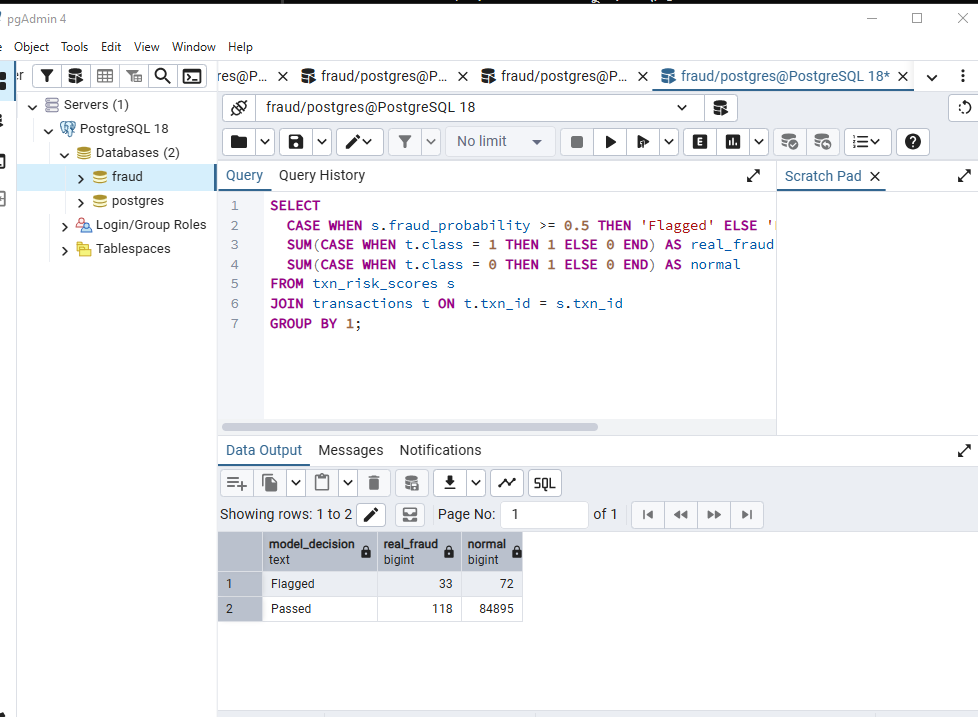 pgAdmin 4
Object Tools Edit View Window Help
res@P... fraud/postgres@P... fraud/postgres@P... fraud/postgres@PostgreSQL 18*
fraud/postgres@PostgreSQL 18
No limit
E
Servers (1)
PostgreSQL 18
Databases (2)
fraud
postgres
Login/Group Roles
Tablespaces
Query Query History
Scratch Pad
1 SELECT
2 CASE WHEN s.fraud_probability >= 0.5 THEN 'Flagged' ELSE '
3 SUM(CASE WHEN t.class = 1 THEN 1 ELSE 0 END) AS real_fraud
4 SUM(CASE WHEN t.class = 0 THEN 1 ELSE 0 END) AS normal
5 FROM txn_risk_scores s
6 JOIN transactions t ON t.txn_id = s.txn_id
7 GROUP BY 1;
Data Output Messages Notifications
SQL
Showing rows: 1 to 2 Page No: 1 of 1
model_decision real_fraud normal
text bigint bigint
1 Flagged 33 72
2 Passed 118 84895